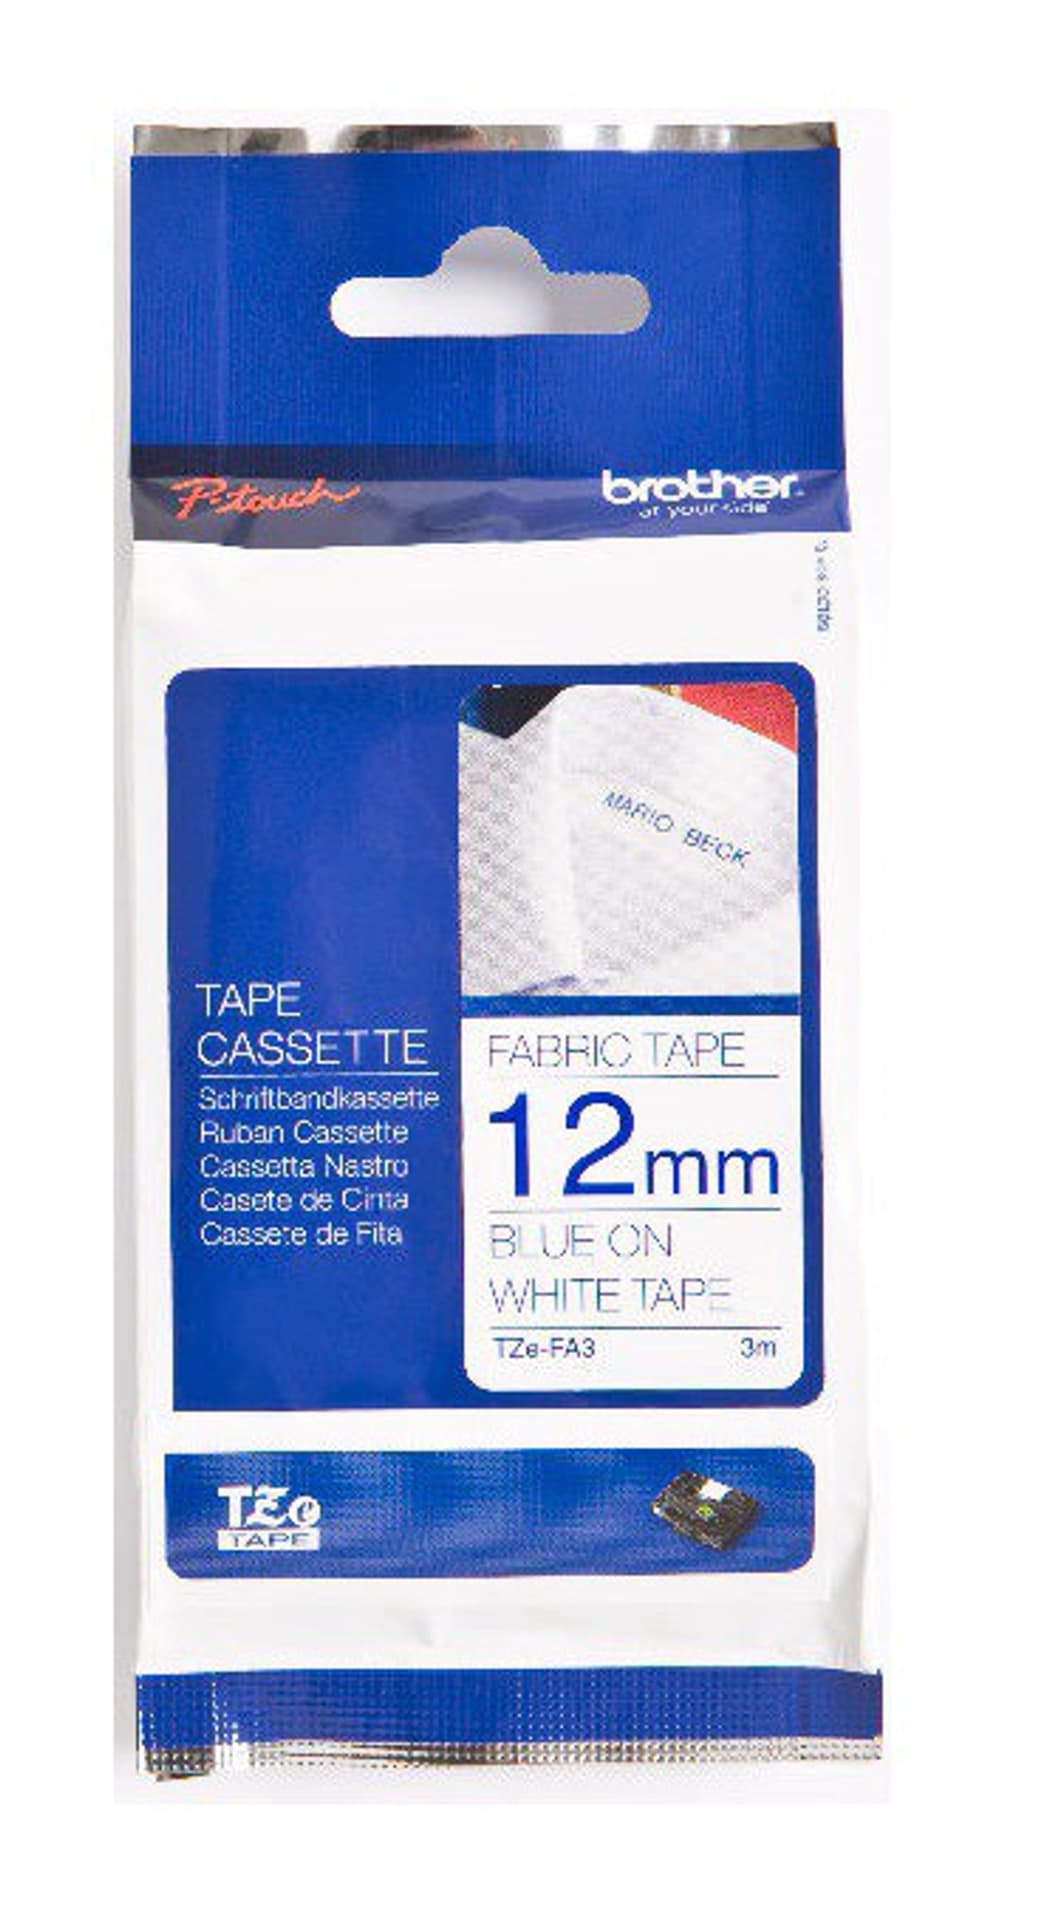 P-touch
brother
at your side
MARIO BECK
TAPE
CASSETTE
Schriftbandkassette
Ruban Cassette
Cassetta Nastro
Casete de Cinta
Cassete de Fita
FABRIC TAPE
12mm
BLUE ON
WHITE TAPE
TZe-FA3 3m
TZe
TAPE